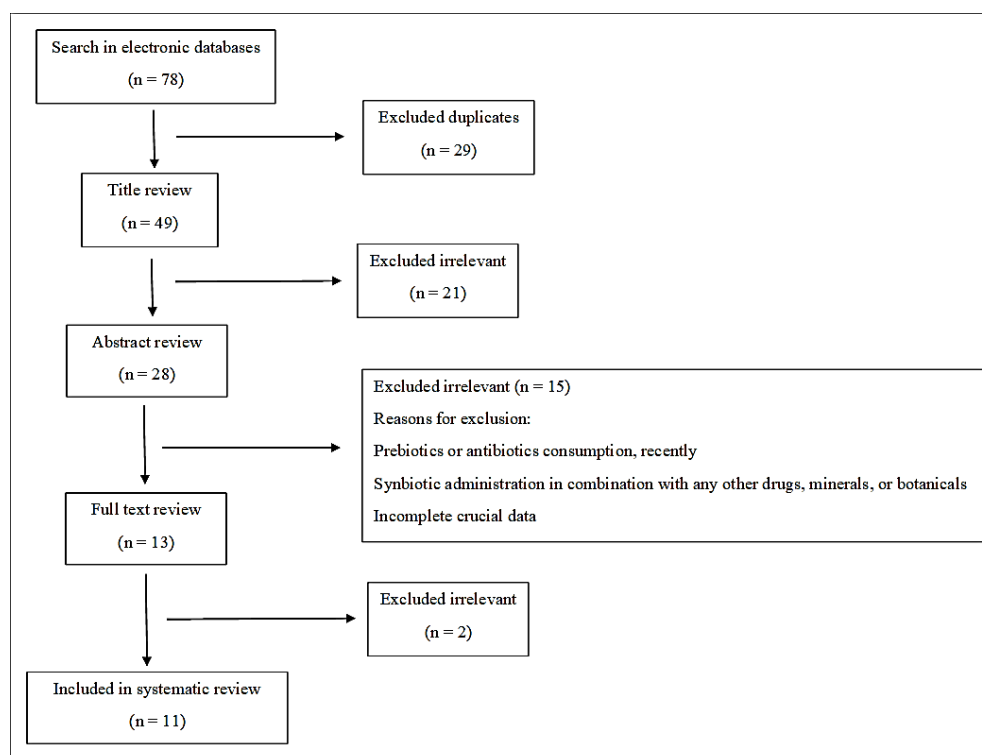 Search in electronic databases
(n = 78)
Excluded duplicates
(n = 29)
Title review
(n = 49)
Excluded irrelevant
(n = 21)
Abstract review
(n = 28)
Excluded irrelevant (n = 15)
Reasons for exclusion:
Prebiotics or antibiotics consumption, recently
Synbiotic administration in combination with any other drugs, minerals, or botanicals
Incomplete crucial data
Full text review
(n = 13)
Excluded irrelevant
(n = 2)
Included in systematic review
(n = 11)